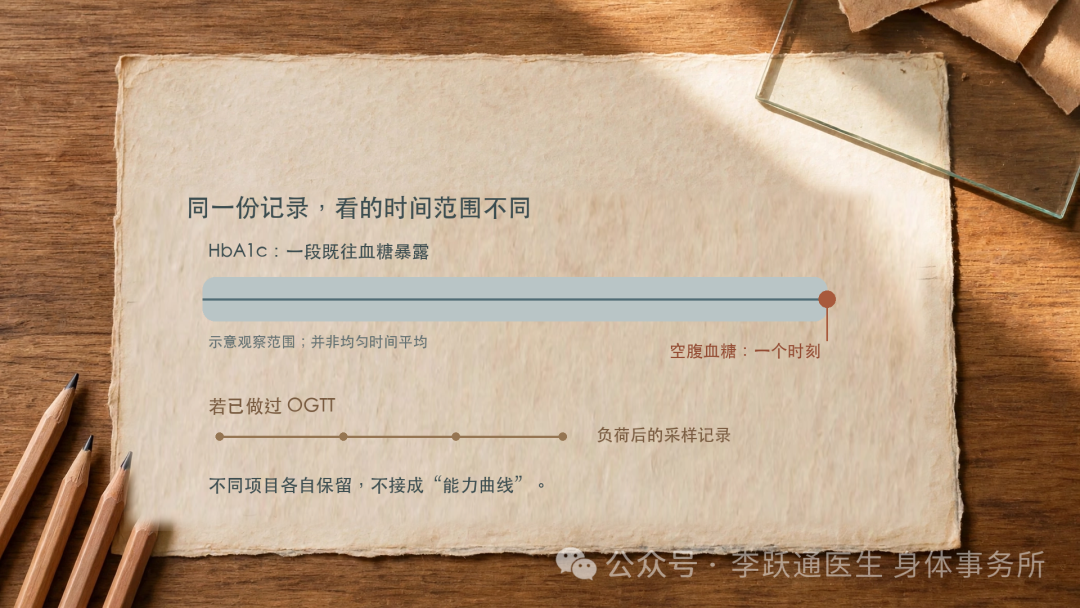 同一份记录，看的时间范围不同
HbA1c：一段既往血糖暴露
示意观察范围；并非均匀时间平均
空腹血糖：一个时刻
若已做过 OGTT
负荷后的采样记录
不同项目各自保留，不接成“能力曲线”。
公众号 · 李跃通医生 身体事务所